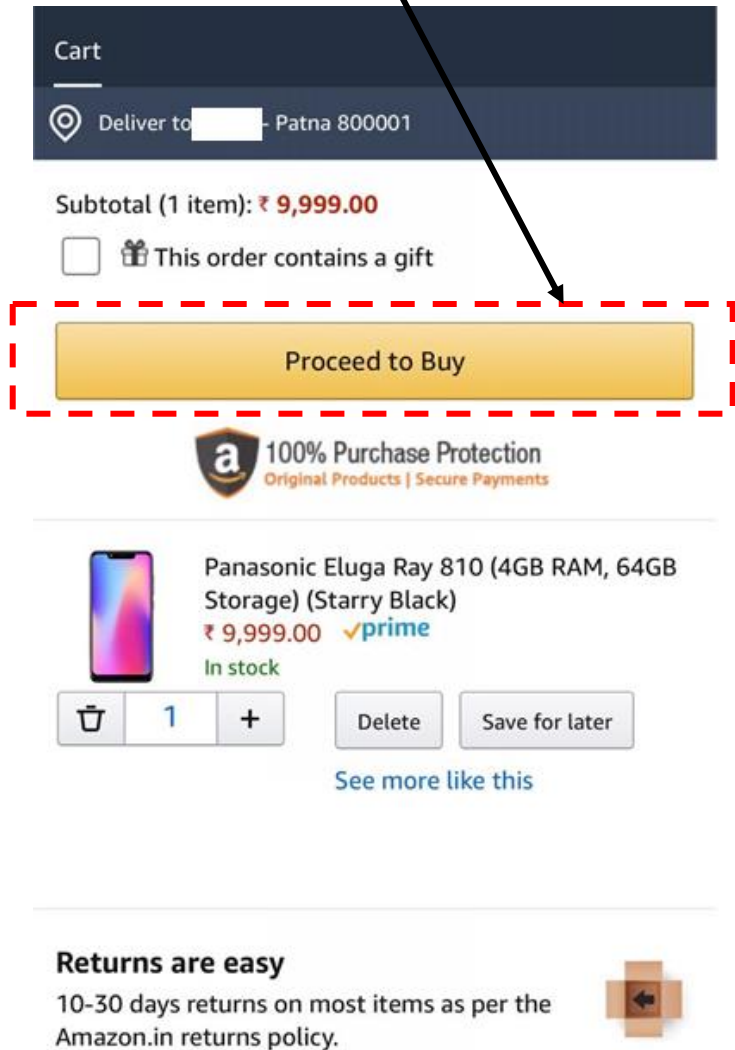 Cart
Deliver to - Patna 800001
Subtotal (1 item): ₹ 9,999.00
This order contains a gift
Proceed to Buy
a 100% Purchase Protection
Original Products | Secure Payments
Panasonic Eluga Ray 810 (4GB RAM, 64GB
Storage) (Starry Black)
₹ 9,999.00 prime
In stock
1 + Delete Save for later
See more like this
Returns are easy
10-30 days returns on most items as per the
Amazon.in returns policy.